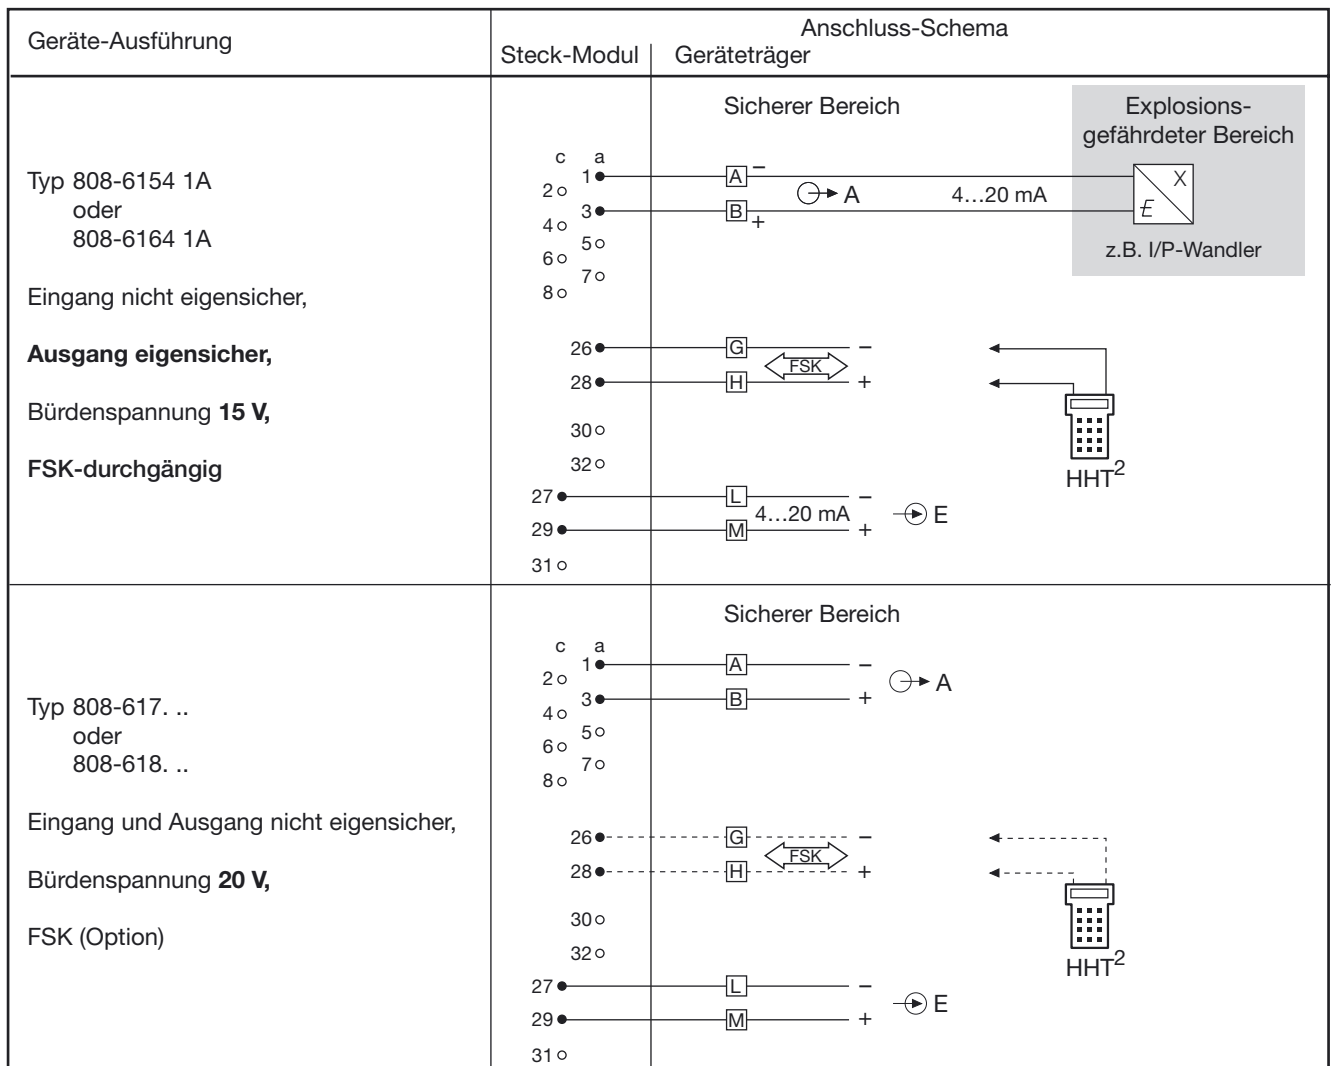 Geräte-Ausführung
Anschluss-Schema
Steck-Modul Geräteträger
Sicherer Bereich
Explosions-
gefährdeter Bereich
Typ 808-6154 1A
oder
808-6164 1A
Eingang nicht eigensicher,
Ausgang eigensicher,
Bürdenspannung 15 V,
FSK-durchgängig
c a
1
2
3
4
5
6
7
8
26
28
30
32
27
29
31
A −
B +
A
4...20 mA
X
E
z.B. I/P-Wandler
G −
FSK
H +
HHT2
L −
4...20 mA
M +
E
Typ 808-617. ..
oder
808-618. ..
Eingang und Ausgang nicht eigensicher,
Bürdenspannung 20 V,
FSK (Option)
Sicherer Bereich
c a
1
2
3
4
5
6
7
8
26
28
30
32
27
29
31
A −
B +
A
G −
FSK
H +
HHT2
L −
M +
E